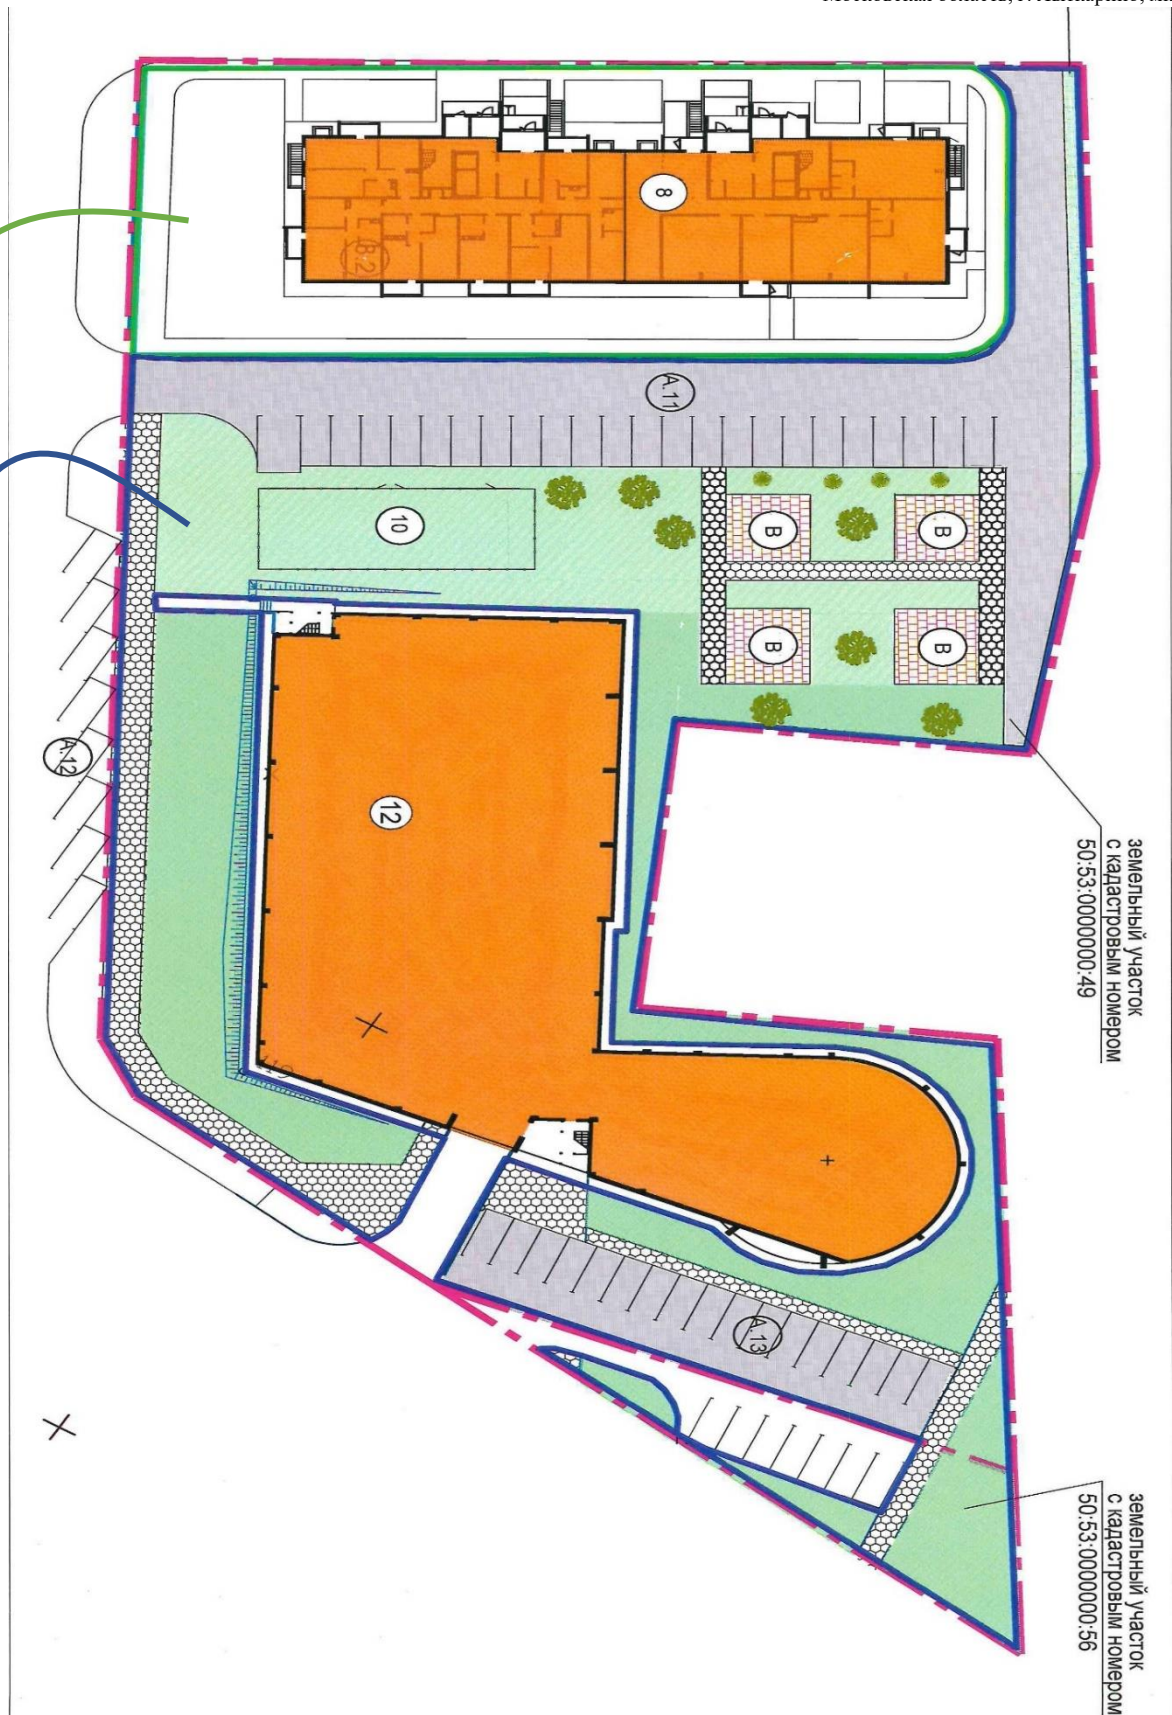 8
B.2
A.11
10
B
B
B
B
12
A.12
A.13
земельный участок
с кадастровым номером
50:53:0000000:49
земельный участок
с кадастровым номером
50:53:0000000:56